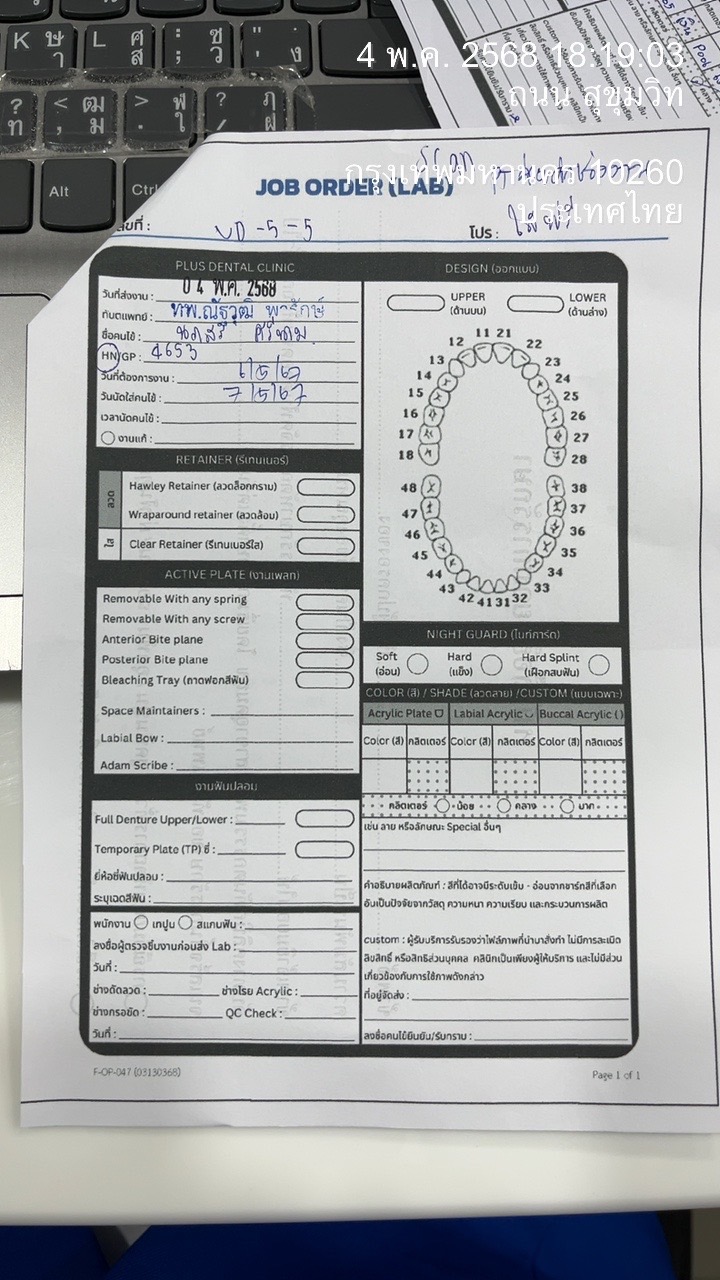 4 พ.ค. 2568 18:19:03
ถนน สุขุมวิท
กรุงเทพมหานคร 10260
ประเทศไทย
JOB ORDER (LAB)
ลขที่ : VD -5 -5
โปร : ไม่
PLUS DENTAL CLINIC
วันที่ส่งงาน : 0 4 พ.ค. 2568
ทันตแพทย์ : ทพ.ณัฐวุฒิ
ชื่อคนไข้ :
HN/GP : 4653
วันที่ต้องการงาน : 6/5/67
วันนัดใส่คนไข้ : 7/5/67
เวลานัดคนไข้ :
งานแก้ :
RETAINER (รีเทนเนอร์)
ลวด
Hawley Retainer (ลวดล็อกกราม)
Wraparound retainer (ลวดล้อม)
ใส
Clear Retainer (รีเทนเนอร์ใส)
ACTIVE PLATE (งานเพลท)
Removable With any spring
Removable With any screw
Anterior Bite plane
Posterior Bite plane
Bleaching Tray (ถาดฟอกสีฟัน)
Space Maintainers :
Labial Bow :
Adam Scribe :
งานฟันปลอม
Full Denture Upper/Lower :
Temporary Plate (TP) ซี่ :
ยี่ห้อซี่ฟันปลอม :
ระบุเฉดสีฟัน :
พนักงาน เทปูน สแกนฟัน :
ลงชื่อผู้ตรวจชิ้นงานก่อนส่ง Lab :
วันที่ :
ช่างดัดลวด : ช่างโรย Acrylic :
ช่างกรอขัด : QC Check :
วันที่ :
DESIGN (ออกแบบ)
UPPER (ด้านบน)
LOWER (ด้านล่าง)
11 21
12 22
13 23
14 24
15 25
16 26
17 27
18 28
48 38
47 37
46 36
45 35
44 34
43 33
42 41 31 32
NIGHT GUARD (ไนท์การ์ด)
Soft (อ่อน)
Hard (แข็ง)
Hard Splint (เฝือกสบฟัน)
COLOR (สี) / SHADE (ลวดลาย) /CUSTOM (แบบเฉพาะ)
Acrylic Plate Labial Acrylic Buccal Acrylic ( )
Color (สี) กลิตเตอร์ Color (สี) กลิตเตอร์ Color (สี) กลิตเตอร์
กลิตเตอร์ น้อย กลาง มาก
เช่น ลาย หรือลักษณะ Special อื่นๆ
คำอธิบายผลิตภัณฑ์ : สีที่ได้อาจมีระดับเข้ม - อ่อนจากชาร์ทสีที่เลือก
อันเป็นปัจจัยจากวัสดุ ความหนา ความเรียบ และกระบวนการผลิต
custom : ผู้รับบริการรับรองว่าไฟล์ภาพที่นำมาสั่งทำ ไม่มีการละเมิด
ลิขสิทธิ์ หรือสิทธิส่วนบุคคล คลินิกเป็นเพียงผู้ให้บริการ และไม่มีส่วน
เกี่ยวข้องกับการใช้ภาพดังกล่าว
ที่อยู่จัดส่ง :
ลงชื่อคนไข้ยืนยัน/รับทราบ :
F-OP-047 (03130368)
Page 1 of 1
Alt
Ctrl